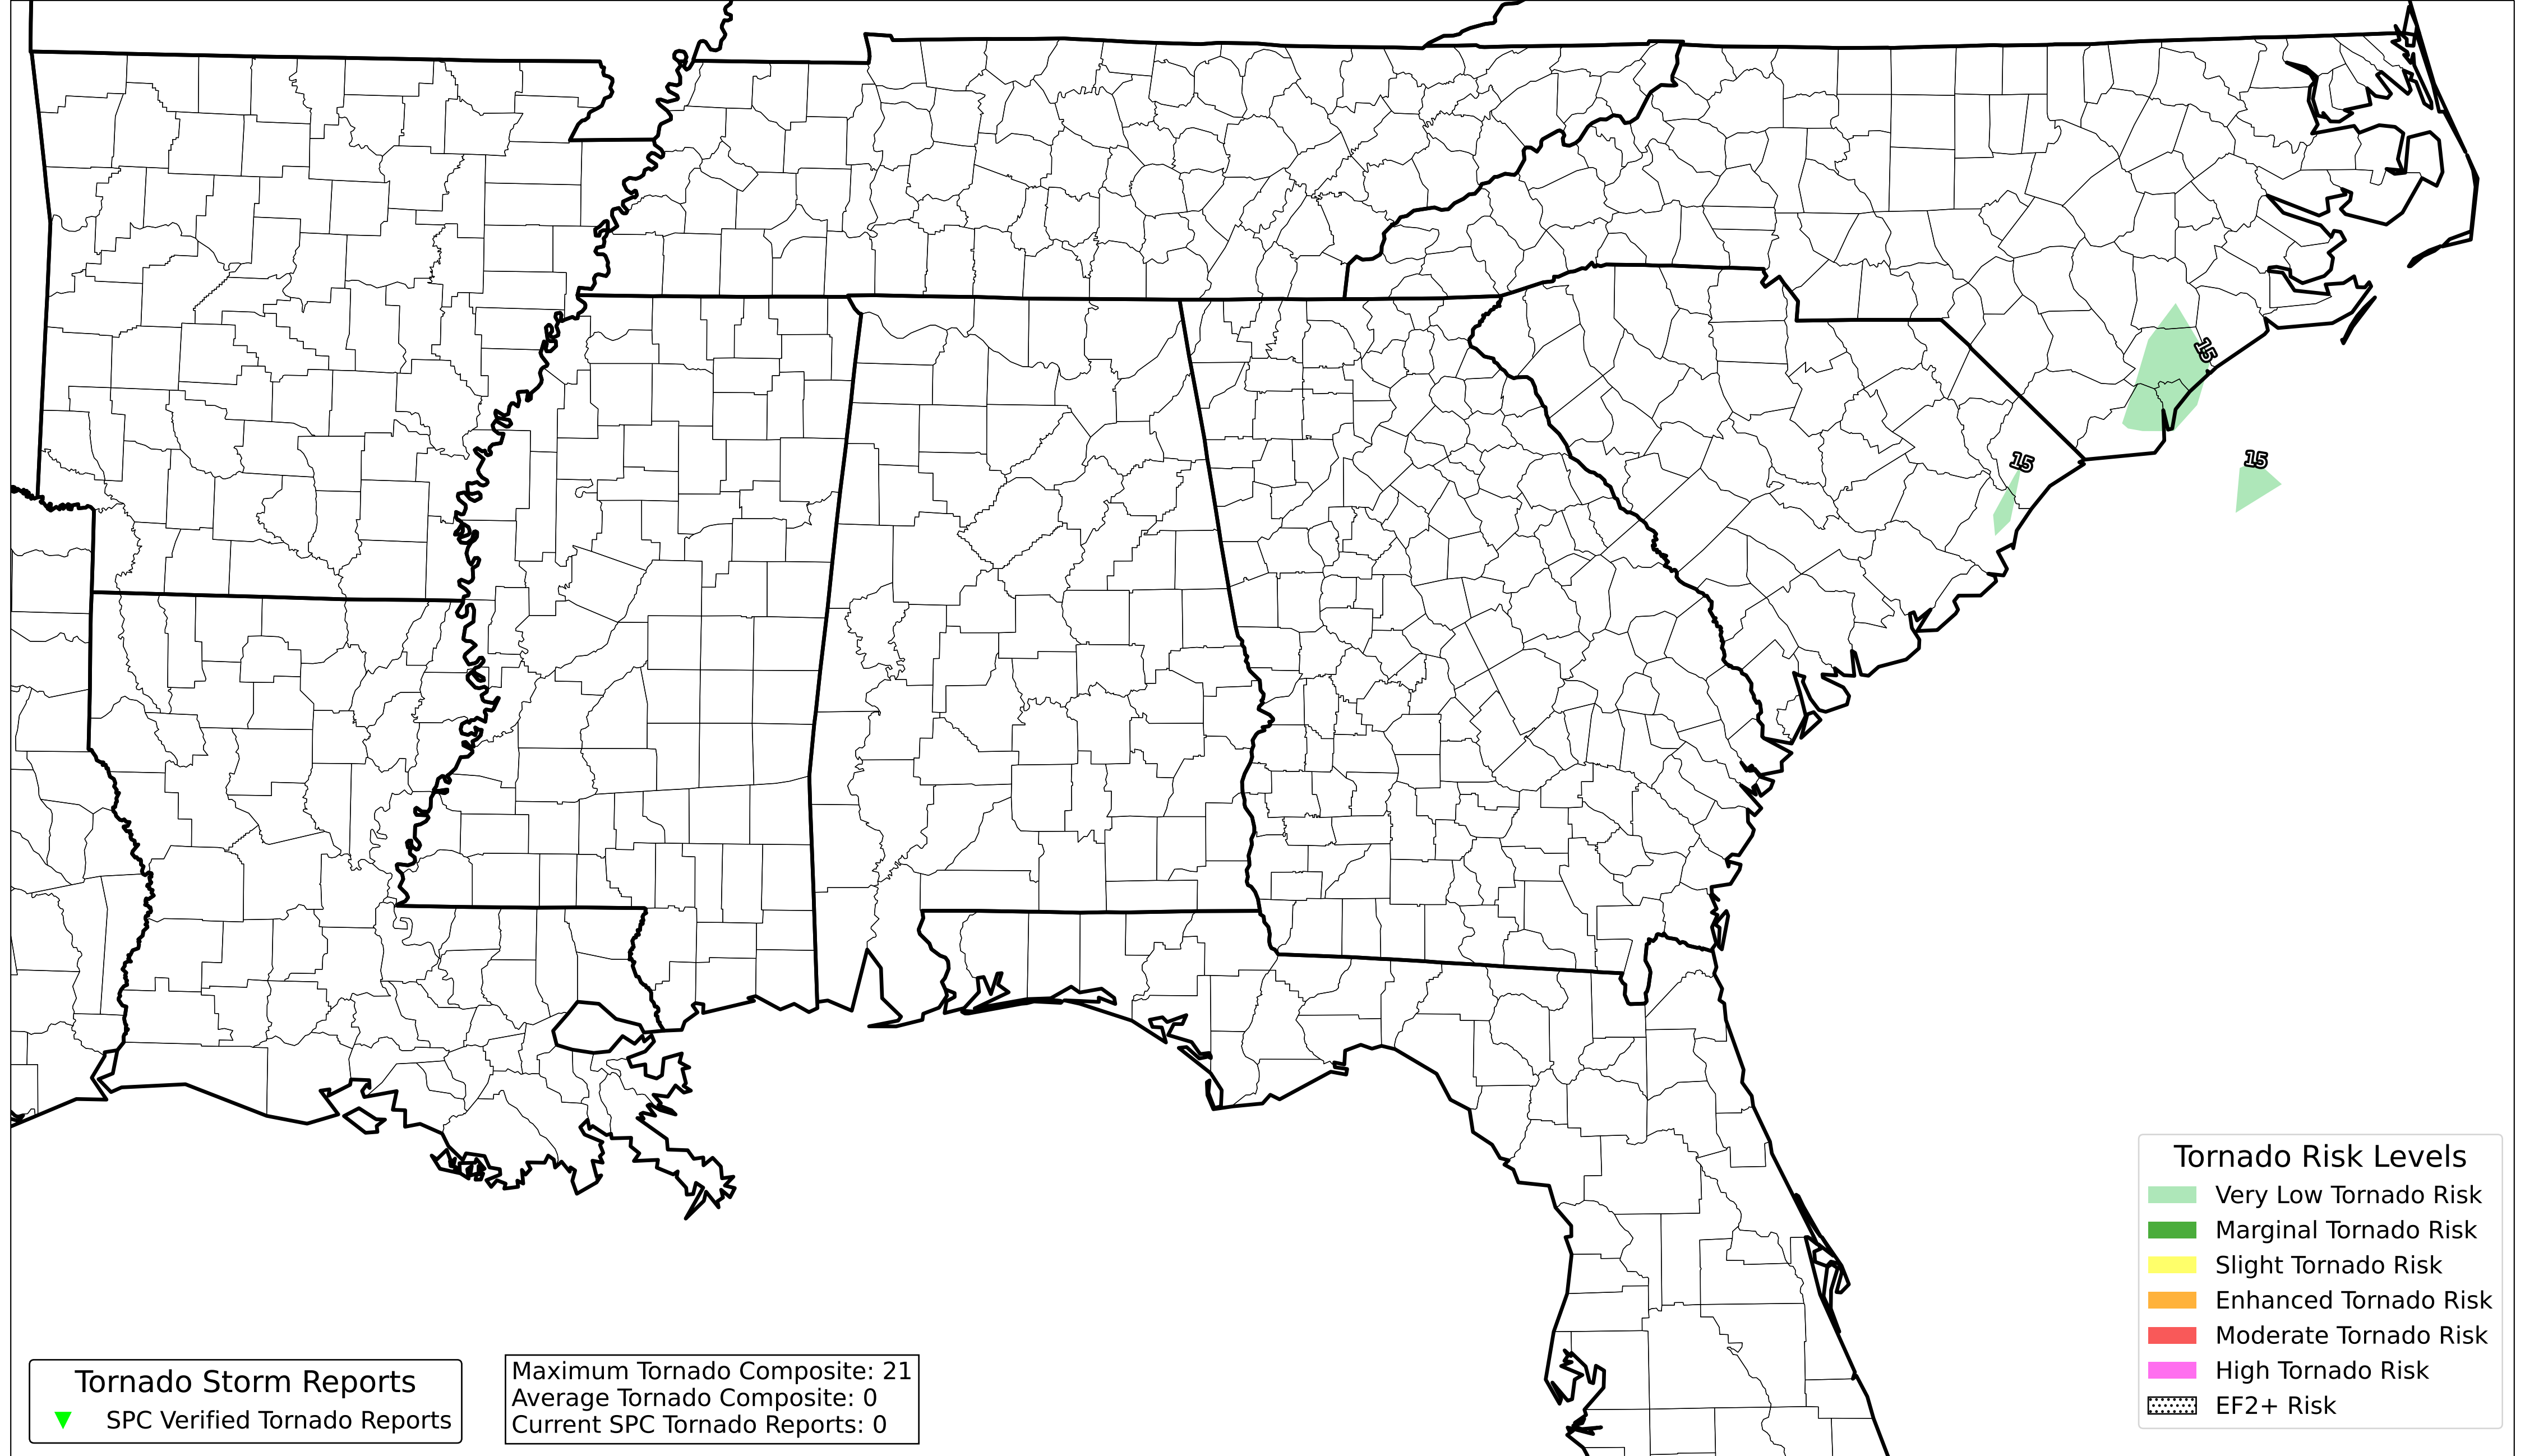 15
15
15
Tornado Risk Levels
Very Low Tornado Risk
Marginal Tornado Risk
Slight Tornado Risk
Enhanced Tornado Risk
Moderate Tornado Risk
High Tornado Risk
EF2+ Risk
Tornado Storm Reports
SPC Verified Tornado Reports
Maximum Tornado Composite: 21
Average Tornado Composite: 0
Current SPC Tornado Reports: 0